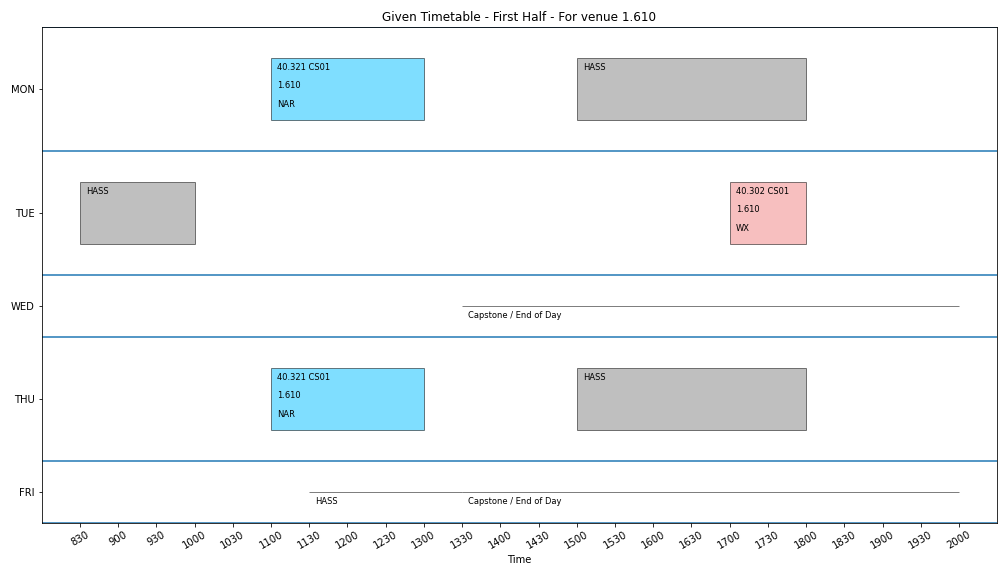 Given Timetable - First Half - For venue 1.610
MON
40.321 CS01
1.610
NAR
HASS
TUE
HASS
40.302 CS01
1.610
WX
WED
Capstone / End of Day
THU
40.321 CS01
1.610
NAR
HASS
FRI
HASS
Capstone / End of Day
830 900 930 1000 1030 1100 1130 1200 1230 1300 1330 1400 1430 1500 1600 1630 1700 1730 1800 1830 1900 1930 2000
Time